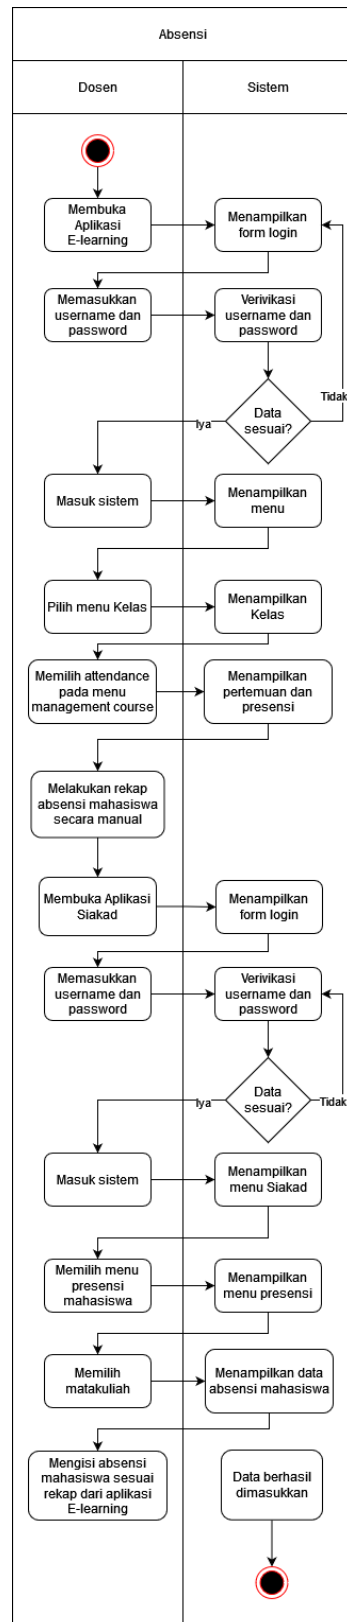 Absensi
Dosen
Sistem
Membuka
Aplikasi
E-learning
Menampilkan
form login
Memasukkan
username dan
password
Verivikasi
username dan
password
Data
sesuai?
Iya
Tidak
Masuk sistem
Menampilkan
menu
Pilih menu Kelas
Menampilkan
Kelas
Memilih attendance
pada menu
management course
Menampilkan
pertemuan dan
presensi
Melakukan rekap
absensi mahasiswa
secara manual
Membuka Aplikasi
Siakad
Menampilkan
form login
Memasukkan
username dan
password
Verivikasi
username dan
password
Data
sesuai?
Iya
Tidak
Masuk sistem
Menampilkan
menu Siakad
Memilih menu
presensi
mahasiswa
Menampilkan
menu presensi
Memilih
matakuliah
Menampilkan data
absensi mahasiswa
Mengisi absensi
mahasiswa sesuai
rekap dari aplikasi
E-learning
Data berhasil
dimasukkan